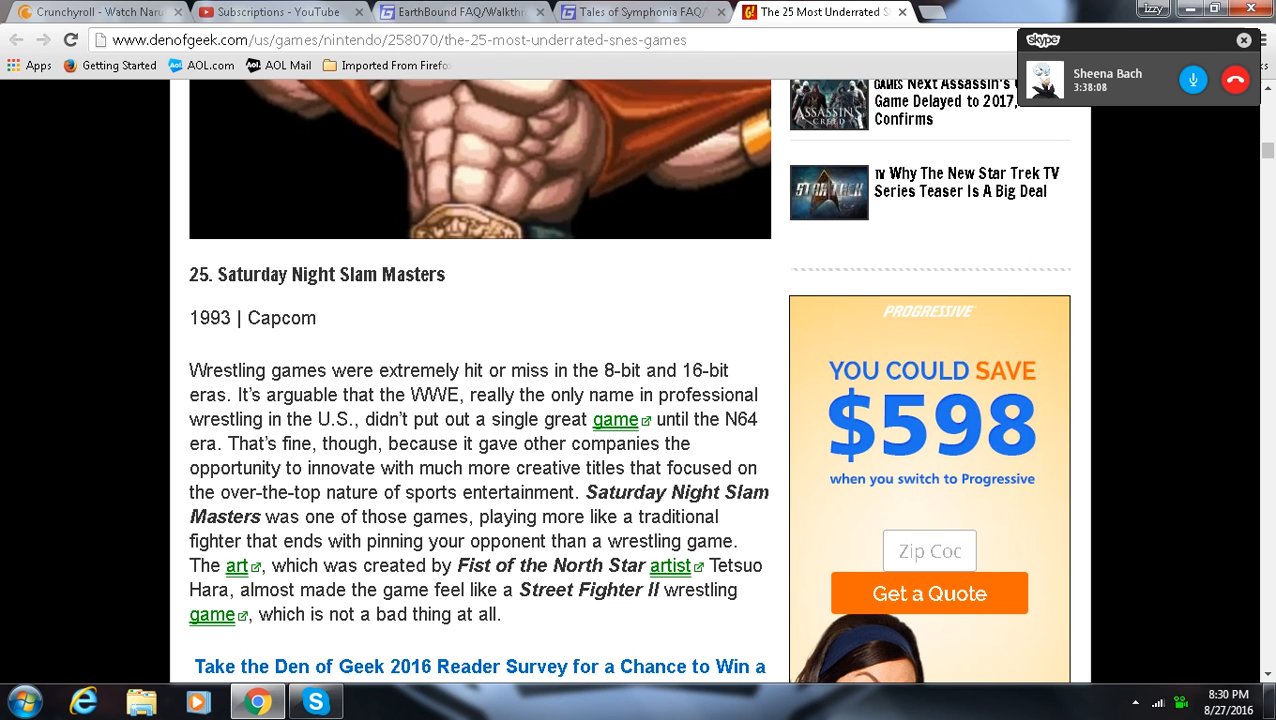 Crunchyroll - Watch Naru
Subscriptions - YouTube
EarthBound FAQ/Walkthr
Tales of Symphonia FAQ/
The 25 Most Underrated S
Izzy
www.denofgeek.com/us/games/nintendo/258070/the-25-most-underrated-snes-games
Apps
Getting Started
AOL.com
AOL Mail
Imported From Firefo
skype
Sheena Bach
3:38:08
GAMES Next Assassin's
Game Delayed to 2017,
Confirms
ASSASSINS
CREED
TV Why The New Star Trek TV
Series Teaser Is A Big Deal
STAR TREK
25. Saturday Night Slam Masters
1993 | Capcom
Wrestling games were extremely hit or miss in the 8-bit and 16-bit
eras. It's arguable that the WWE, really the only name in professional
wrestling in the U.S., didn't put out a single great game until the N64
era. That's fine, though, because it gave other companies the
opportunity to innovate with much more creative titles that focused on
the over-the-top nature of sports entertainment. Saturday Night Slam
Masters was one of those games, playing more like a traditional
fighter that ends with pinning your opponent than a wrestling game.
The art, which was created by Fist of the North Star artist Tetsuo
Hara, almost made the game feel like a Street Fighter II wrestling
game, which is not a bad thing at all.
Take the Den of Geek 2016 Reader Survey for a Chance to Win a
PROGRESSIVE
YOU COULD SAVE
$598
when you switch to Progressive
Zip Coc
Get a Quote
8:30 PM
8/27/2016